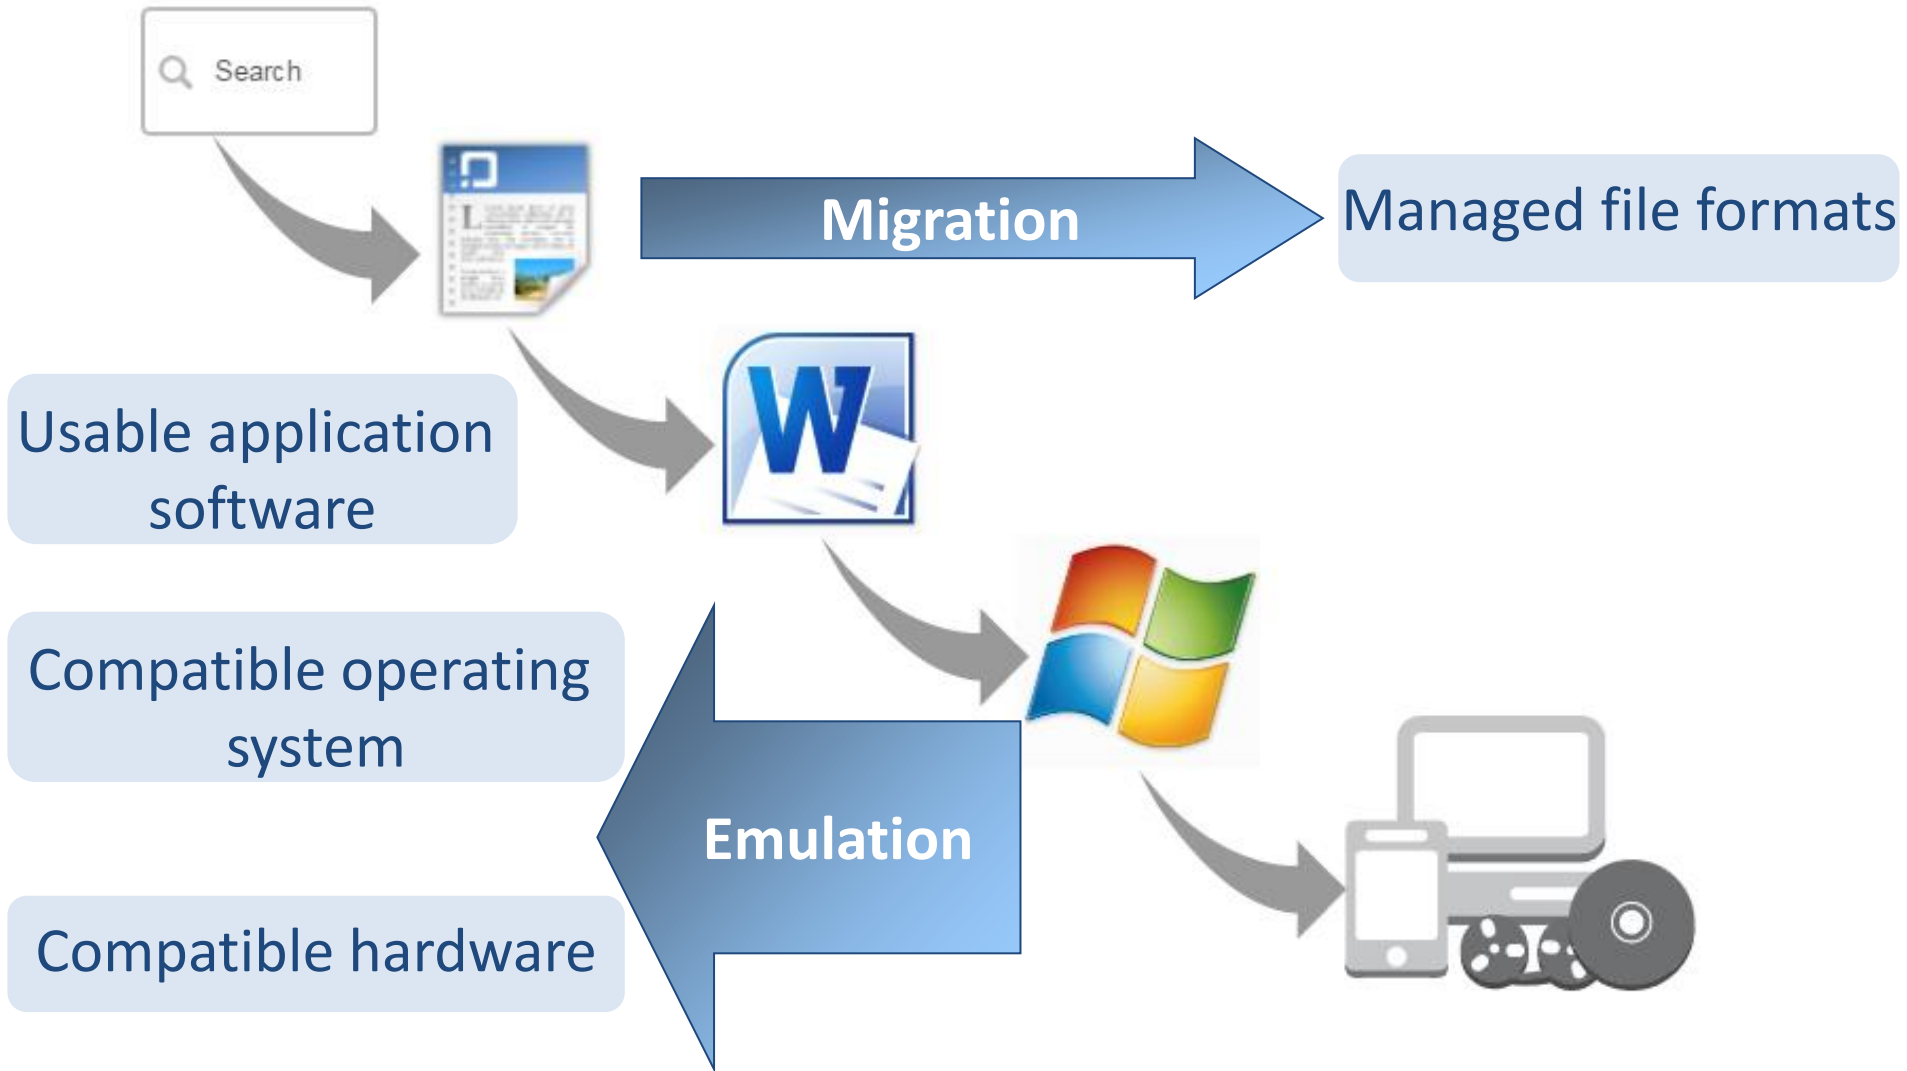 Search
Migration
Managed file formats
Usable application
software
Compatible operating
system
Emulation
Compatible hardware